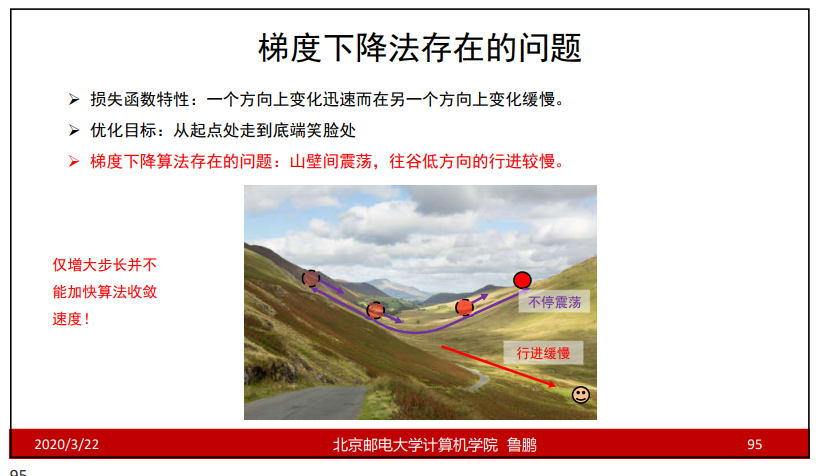 梯度下降法存在的问题
➢ 损失函数特性：一个方向上变化迅速而在另一个方向上变化缓慢。
➢ 优化目标：从起点处走到底端笑脸处
➢ 梯度下降算法存在的问题：山壁间震荡，往谷低方向的行进较慢。
仅增大步长并不
能加快算法收敛
速度！
不停震荡
行进缓慢
2020/3/22 北京邮电大学计算机学院 鲁鹏 95
95